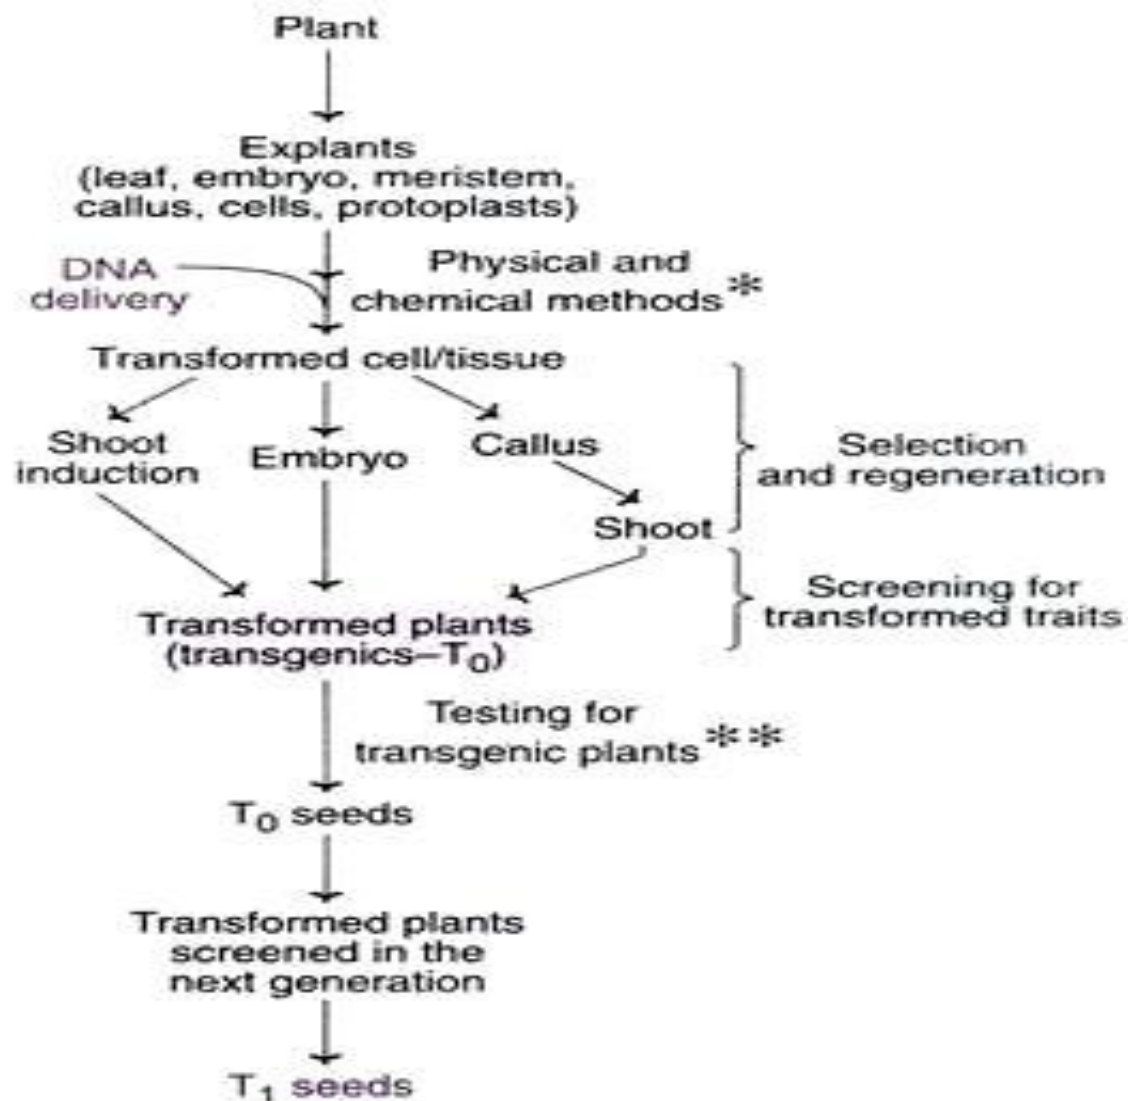 Plant
Explants
(leaf, embryo, meristem,
callus, cells, protoplasts)
DNA
delivery
Physical and
chemical methods*
Transformed cell/tissue
Shoot
induction
Embryo
Callus
Shoot
Selection
and regeneration
Screening for
transformed traits
Transformed plants
(transgenics–T₀)
Testing for
transgenic plants**
T₀ seeds
Transformed plants
screened in the
next generation
T₁ seeds